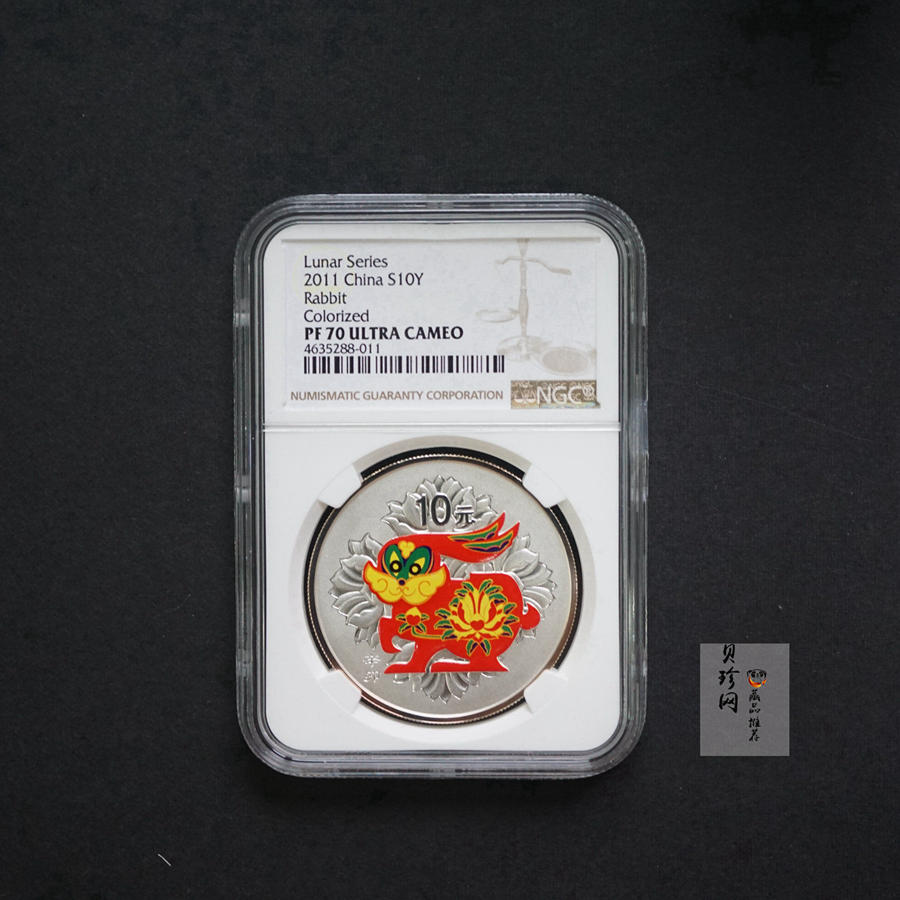 Lunar Series
2011 China S10Y
Rabbit
Colorized
PF 70 ULTRA CAMEO
4635288-011
NUMISMATIC GUARANTY CORPORATION
NGC
10元
辛卯
贝珍网
藏品推荐